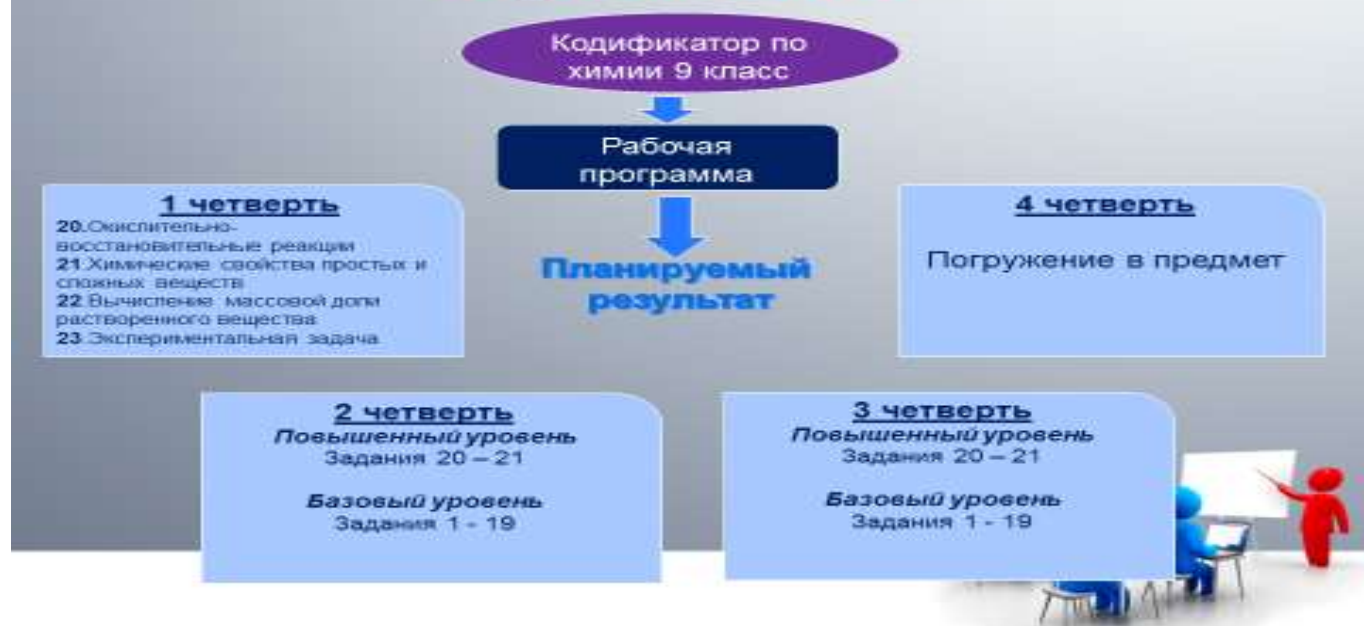 Кодификатор по
химии 9 класс
Рабочая
программа
Планируемый
результат
1 четверть
20.Окислительно-
восстановительные реакции
21.Химические свойства простых и
сложных веществ
22.Вычисление массовой доли
растворенного вещества
23.Экспериментальная задача
4 четверть
Погружение в предмет
2 четверть
Повышенный уровень
Задания 20 – 21
Базовый уровень
Задания 1 - 19
3 четверть
Повышенный уровень
Задания 20 – 21
Базовый уровень
Задания 1 - 19